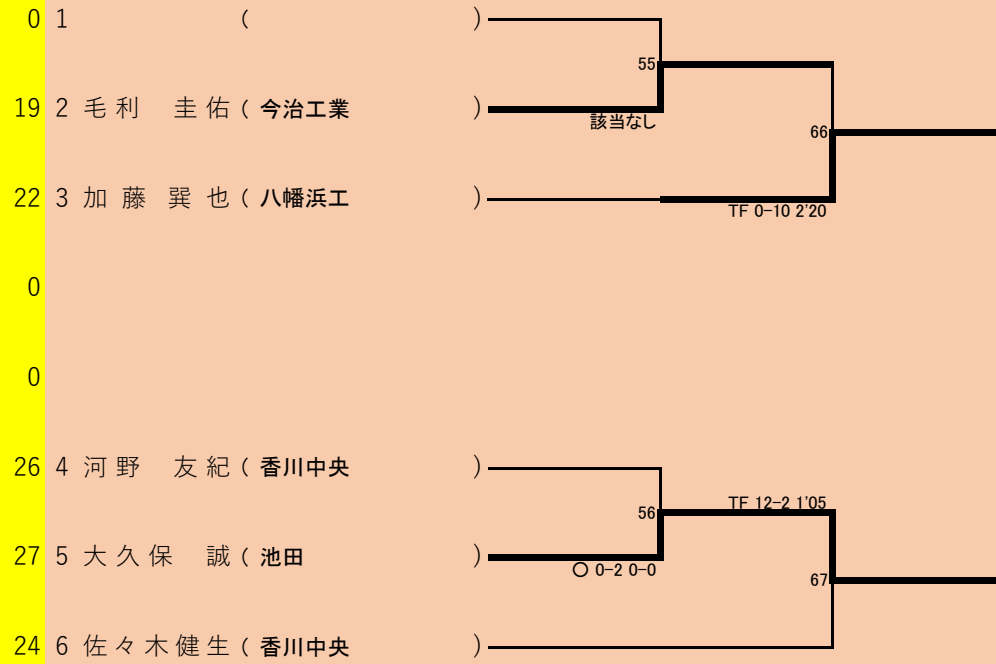 0 1 ( )
55
19 2 毛利 圭佑 ( 今治工業 )
該当なし
66
22 3 加藤 巽也 ( 八幡浜工 )
TF 0-10 2'20
0
0
26 4 河野 友紀 ( 香川中央 )
TF 12-2 1'05
56
27 5 大久保 誠 ( 池田 )
〇 0-2 0-0
67
24 6 佐々木健生 ( 香川中央 )